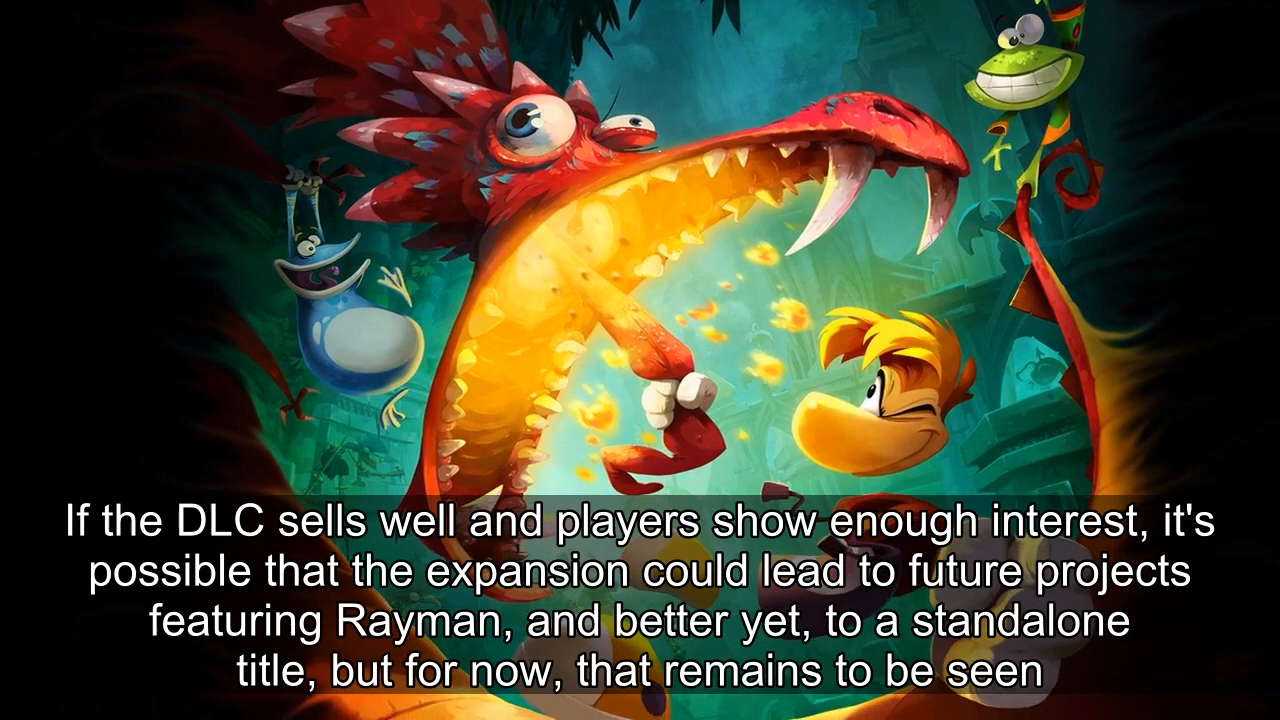 If the DLC sells well and players show enough interest, it's
possible that the expansion could lead to future projects
featuring Rayman, and better yet, to a standalone
title, but for now, that remains to be seen